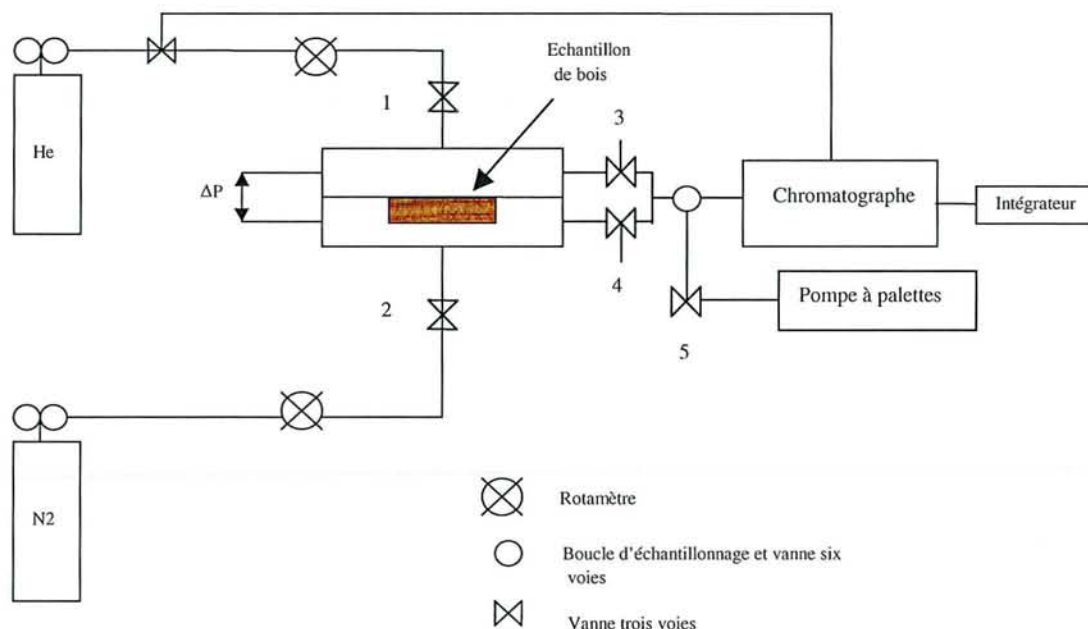 Echantillon
de bois
1
3
He
ΔP
Chromatographe
Intégrateur
4
2
Pompe à palettes
5
N2
Rotamètre
Boucle d'échantillonnage et vanne six
voies
Vanne trois voies